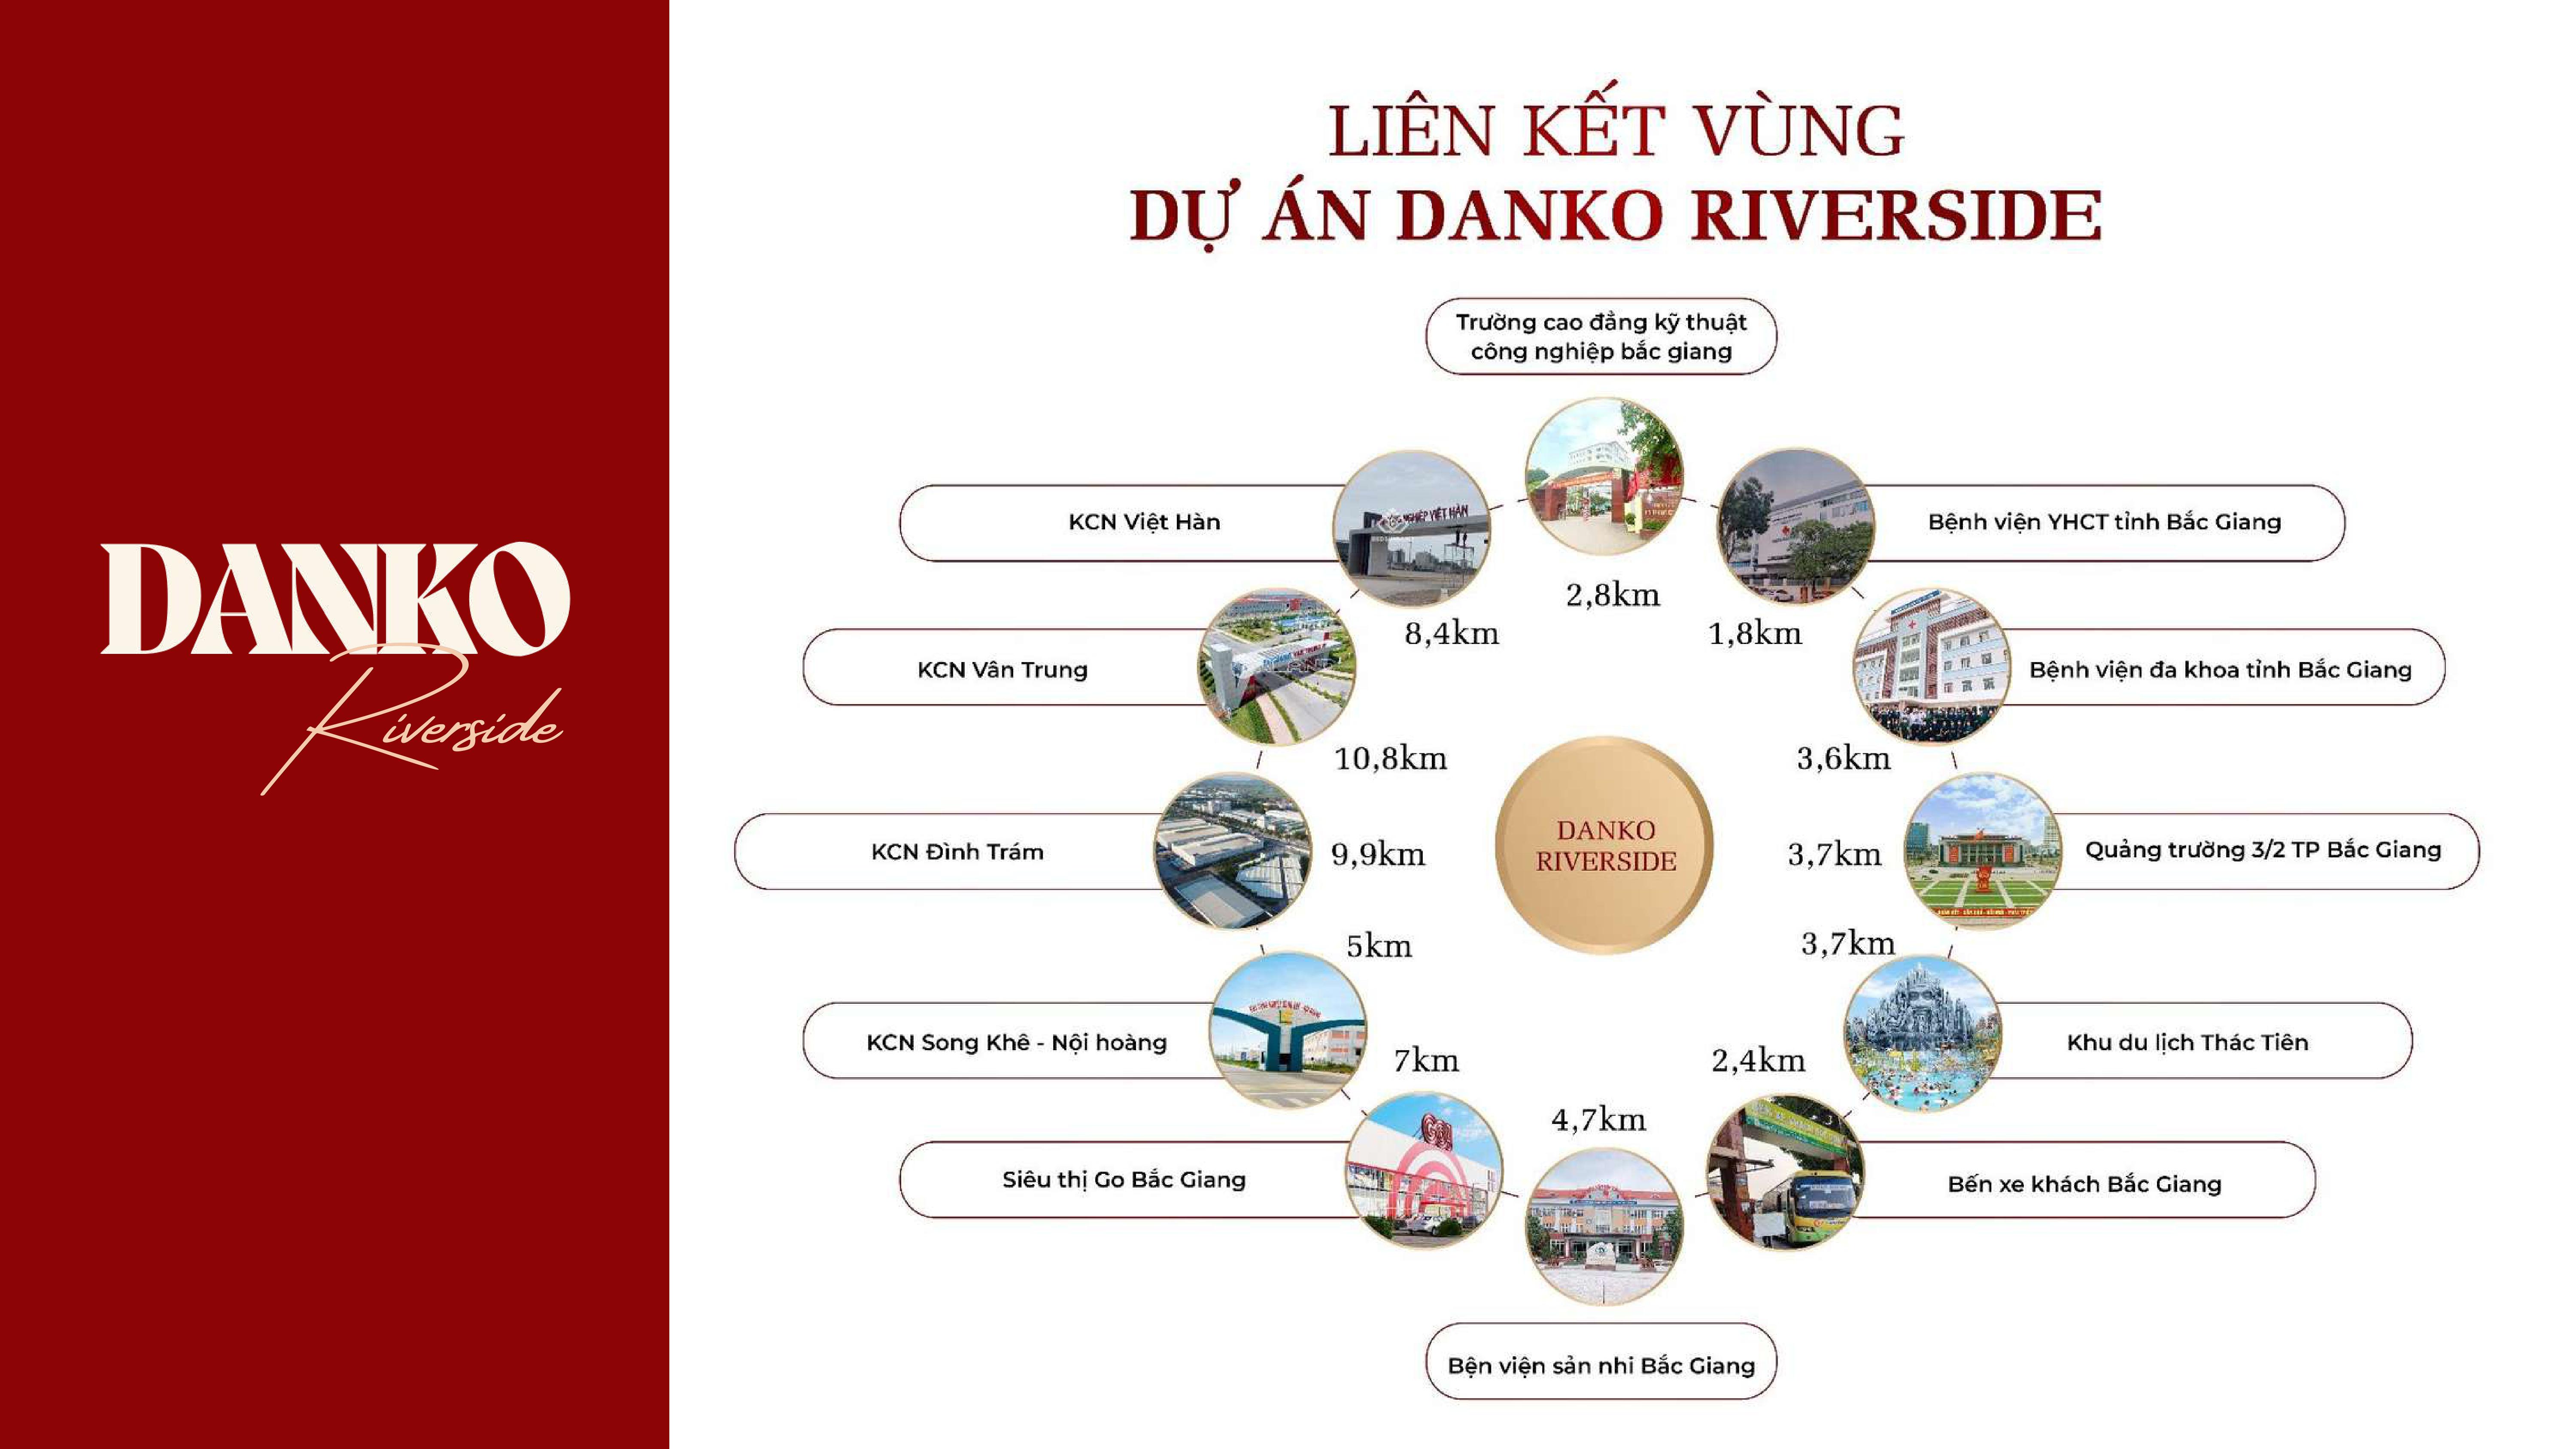 DANKO
Riverside
LIÊN KẾT VÙNG
DỰ ÁN DANKO RIVERSIDE
Trường cao đẳng kỹ thuật
công nghiệp bắc giang
KCN Việt Hàn
Bệnh viện YHCT tỉnh Bắc Giang
2,8km
8,4km
1,8km
KCN Vân Trung
Bệnh viện đa khoa tỉnh Bắc Giang
10,8km
3,6km
DANKO
RIVERSIDE
KCN Đình Trám
9,9km
3,7km
Quảng trường 3/2 TP Bắc Giang
5km
3,7km
KCN Song Khê - Nội hoàng
Khu du lịch Thác Tiên
7km
2,4km
4,7km
GO!
Siêu thị Go Bắc Giang
Bến xe khách Bắc Giang
Bện viện sản nhi Bắc Giang